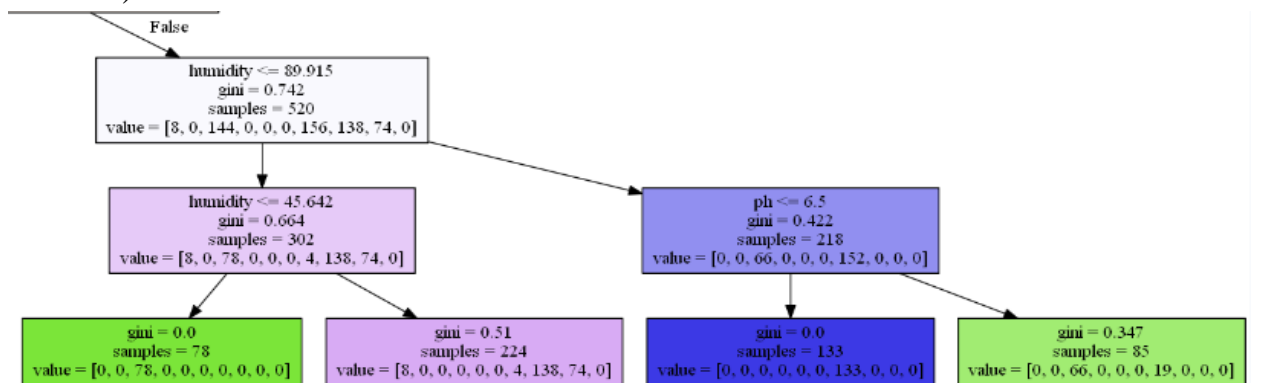 False
humidity <= 89.915
gini = 0.742
samples = 520
value = [8, 0, 144, 0, 0, 0, 156, 138, 74, 0]
humidity <= 45.642
gini = 0.664
samples = 302
value = [8, 0, 78, 0, 0, 0, 4, 138, 74, 0]
ph <= 6.5
gini = 0.422
samples = 218
value = [0, 0, 66, 0, 0, 0, 152, 0, 0, 0]
gini = 0.0
samples = 78
value = [0, 0, 78, 0, 0, 0, 0, 0, 0, 0]
gini = 0.51
samples = 224
value = [8, 0, 0, 0, 0, 0, 4, 138, 74, 0]
gini = 0.0
samples = 133
value = [0, 0, 0, 0, 0, 0, 133, 0, 0, 0]
gini = 0.347
samples = 85
value = [0, 0, 66, 0, 0, 0, 19, 0, 0, 0]